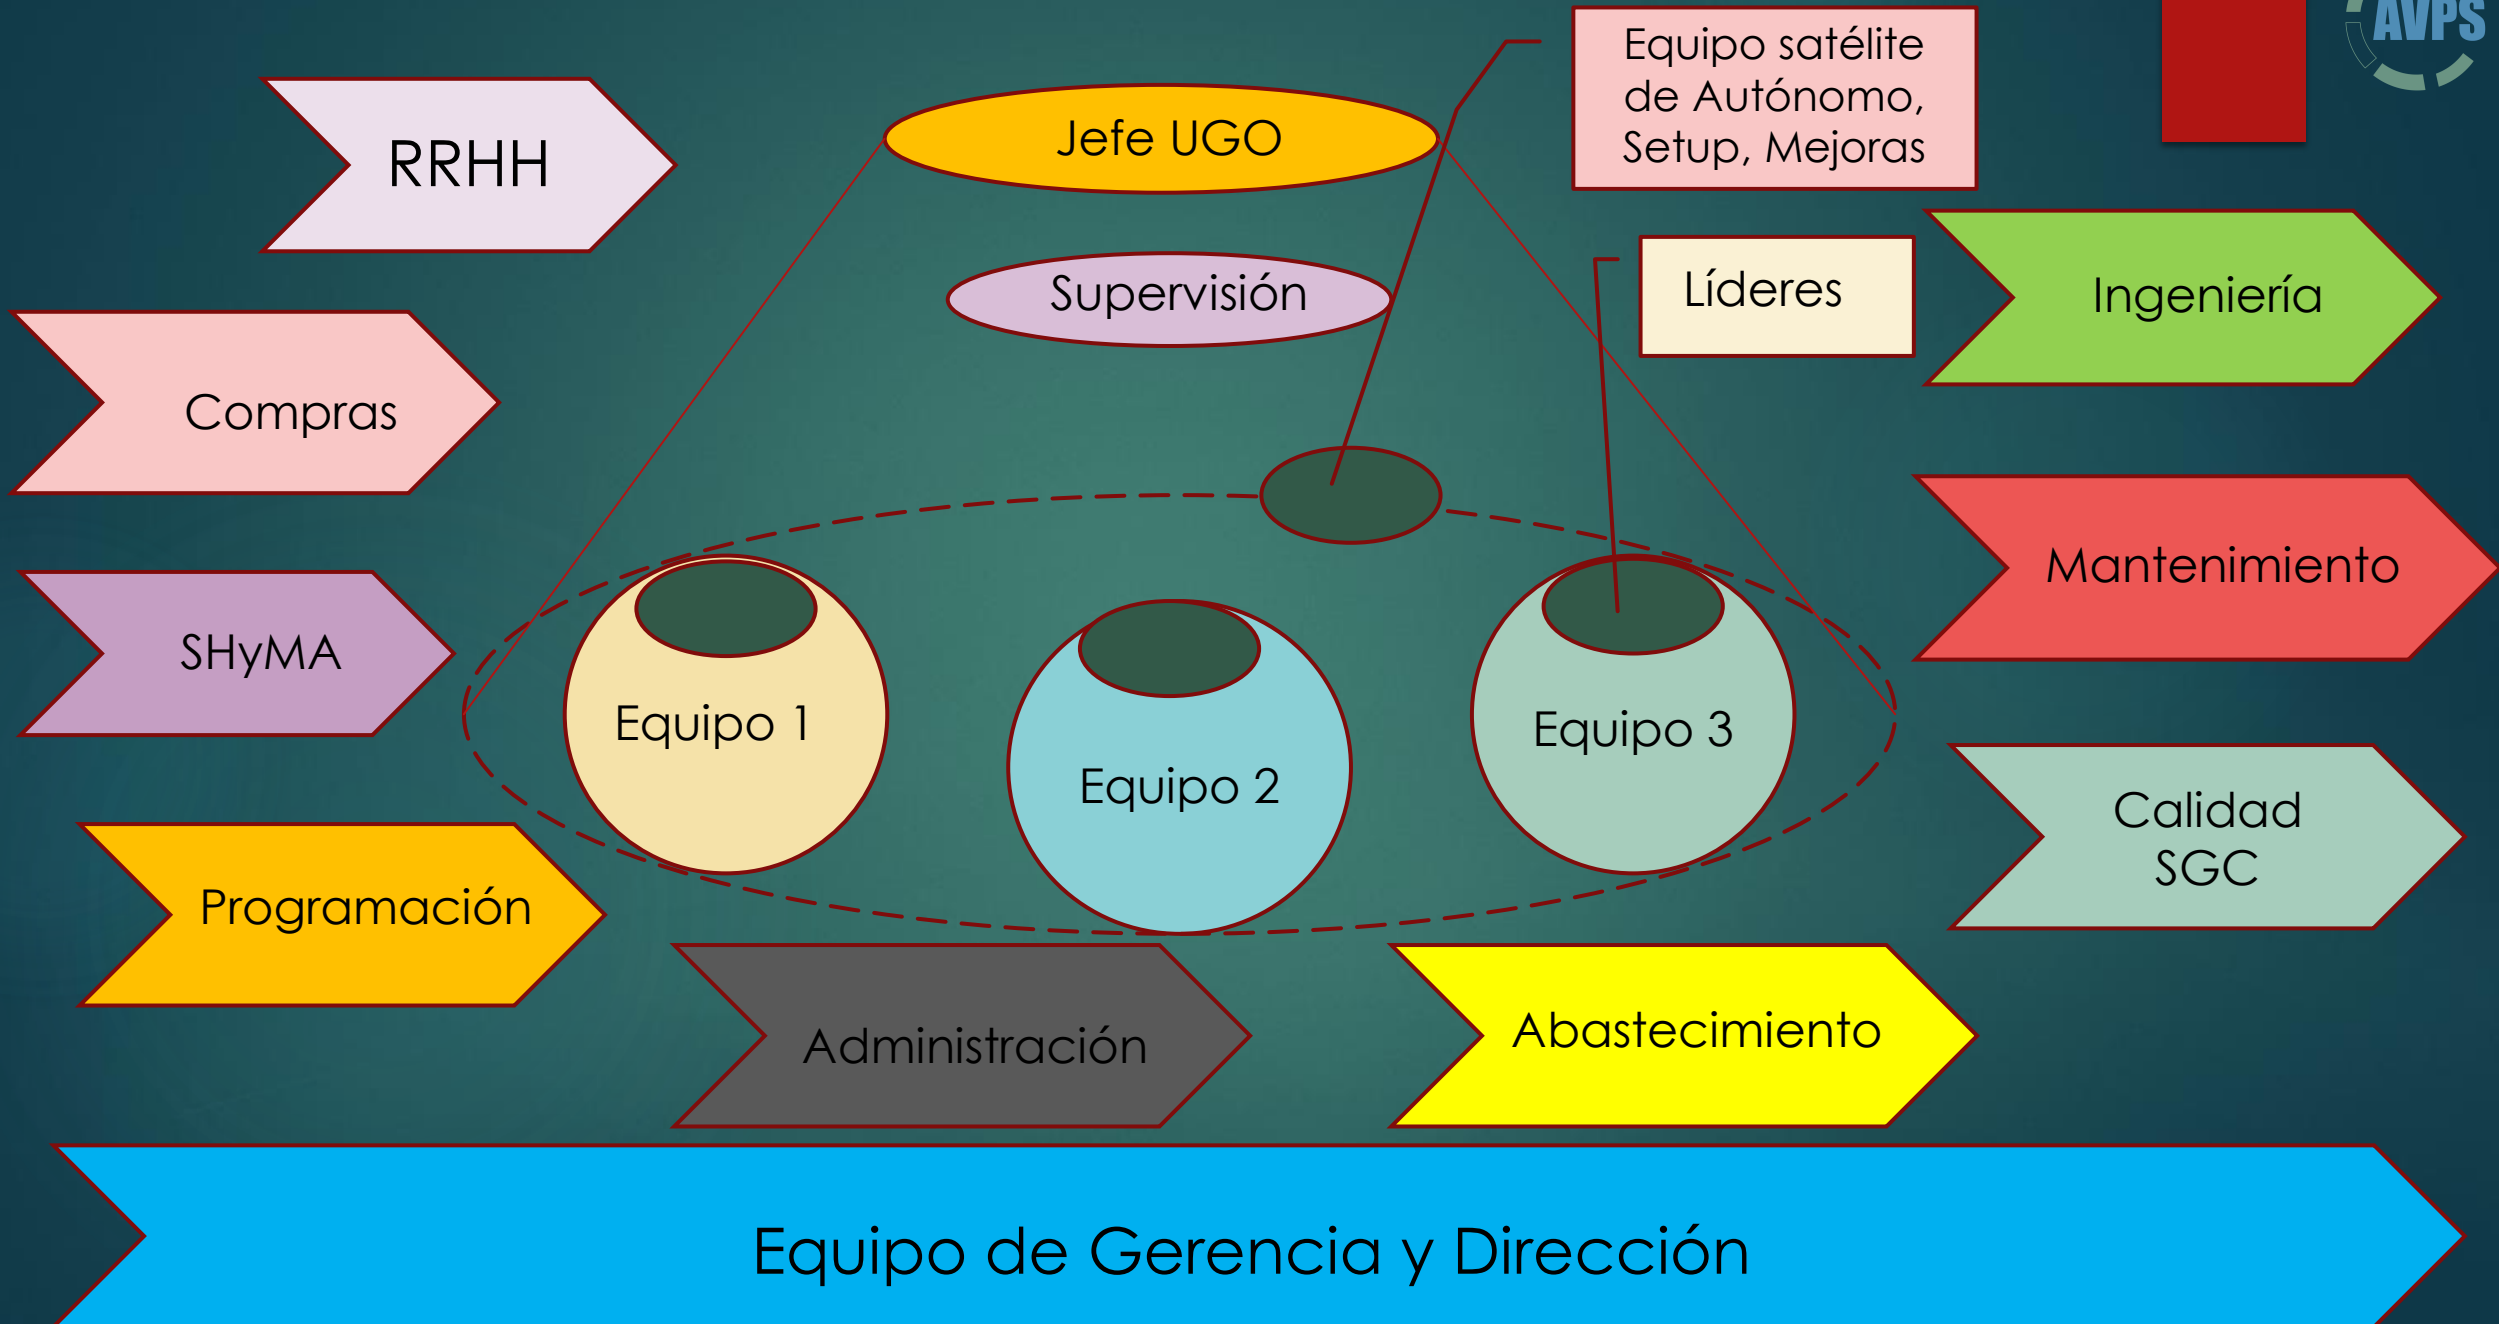 AVPS
Equipo satélite
de Autónomo,
Setup, Mejoras
Jefe UGO
RRHH
Supervisión
Líderes
Ingeniería
Compras
Mantenimiento
SHyMA
Equipo 1
Equipo 2
Equipo 3
Calidad
SGC
Programación
Administración
Abastecimiento
Equipo de Gerencia y Dirección